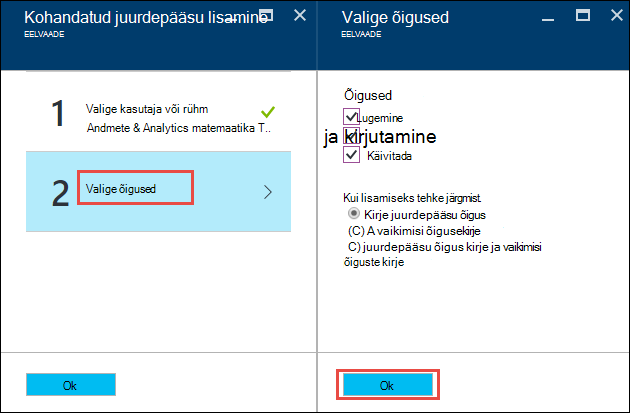 Kohandatud juurdepääsu lisamine
EELVAADE
1
Valige kasutaja või rühm
Andmete & Analytics matemaatika T..
2
Valige õigused
Ok
Valige õigused
EELVAADE
Õigused
Lugemine
ja kirjutamine
Käivitada
Kui lisamiseks tehke järgmist.
Kirje juurdepääsu õigus
(C) A vaikimisi õigusekirje
C) juurdepääsu õigus kirje ja vaikimisi
õiguste kirje
Ok